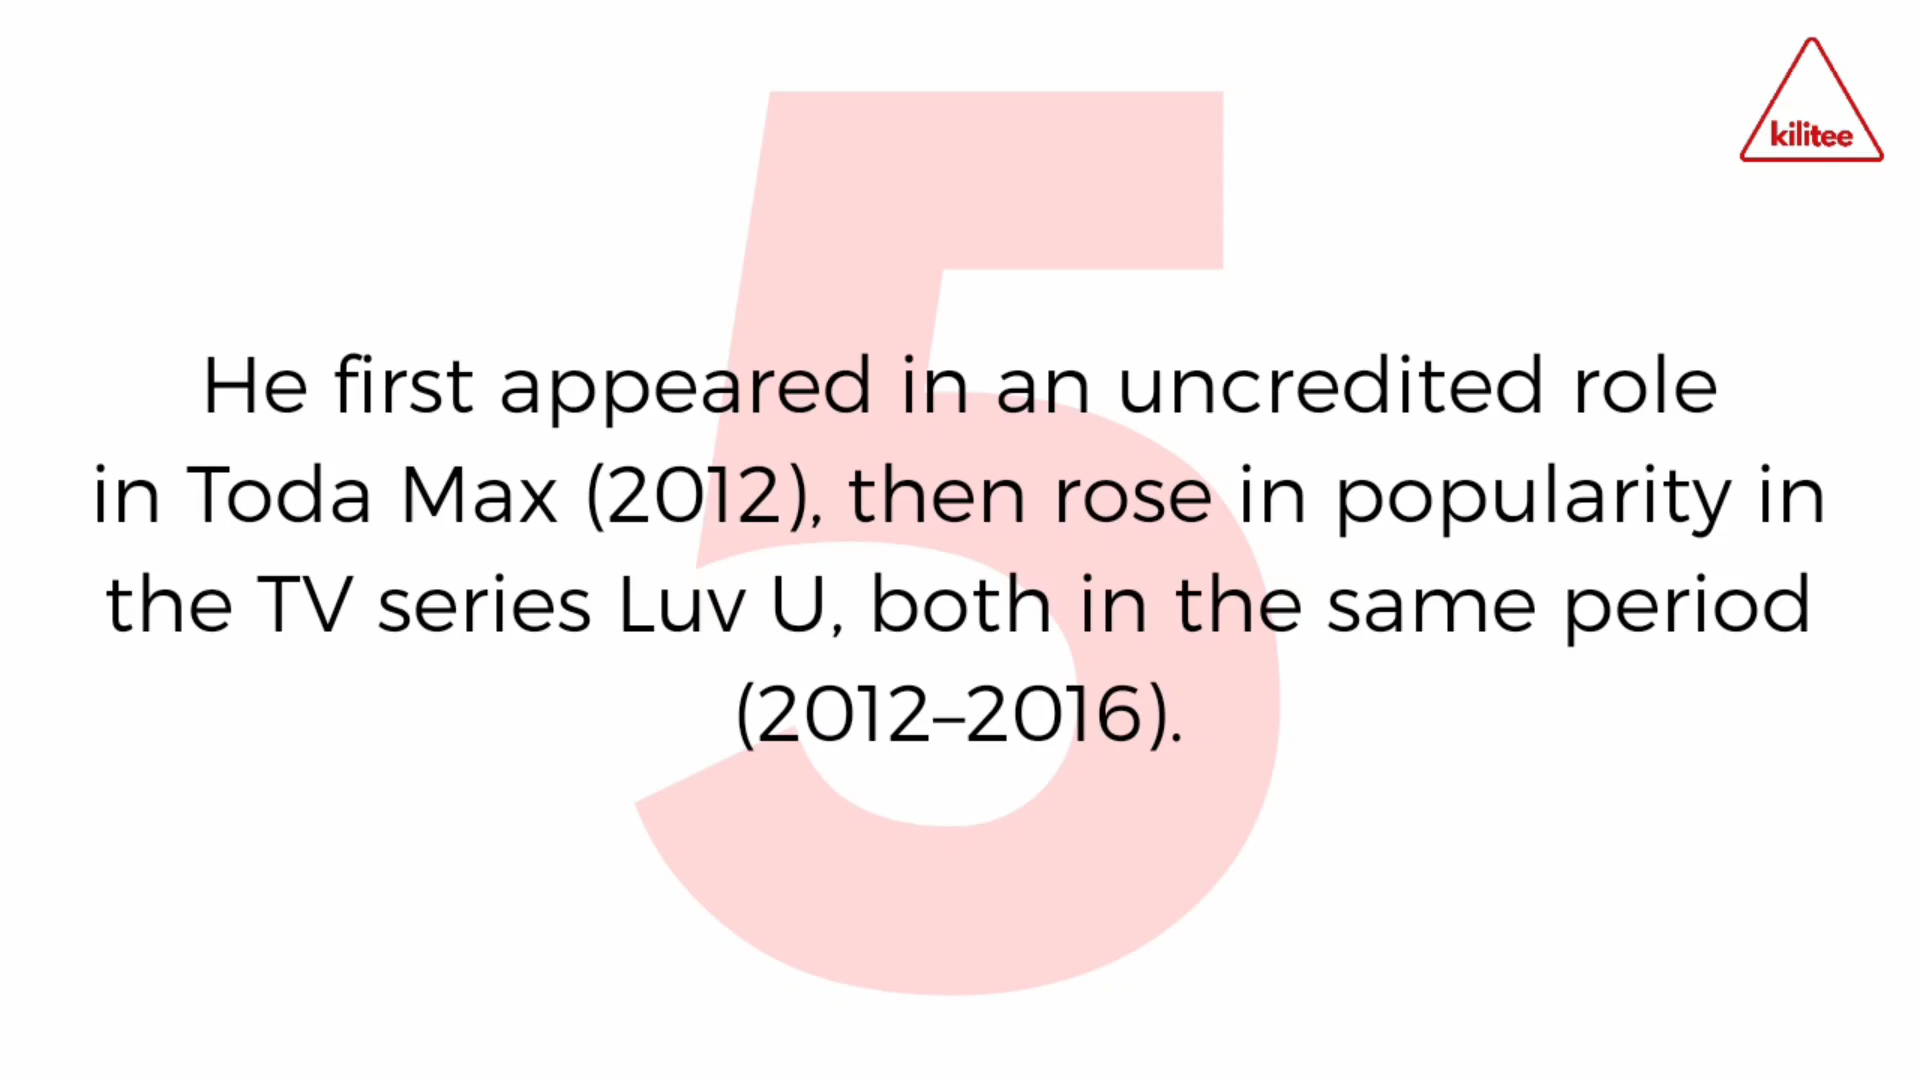 kilitee
5
He first appeared in an uncredited role
in Toda Max (2012), then rose in popularity in
the TV series Luv U, both in the same period
(2012–2016).